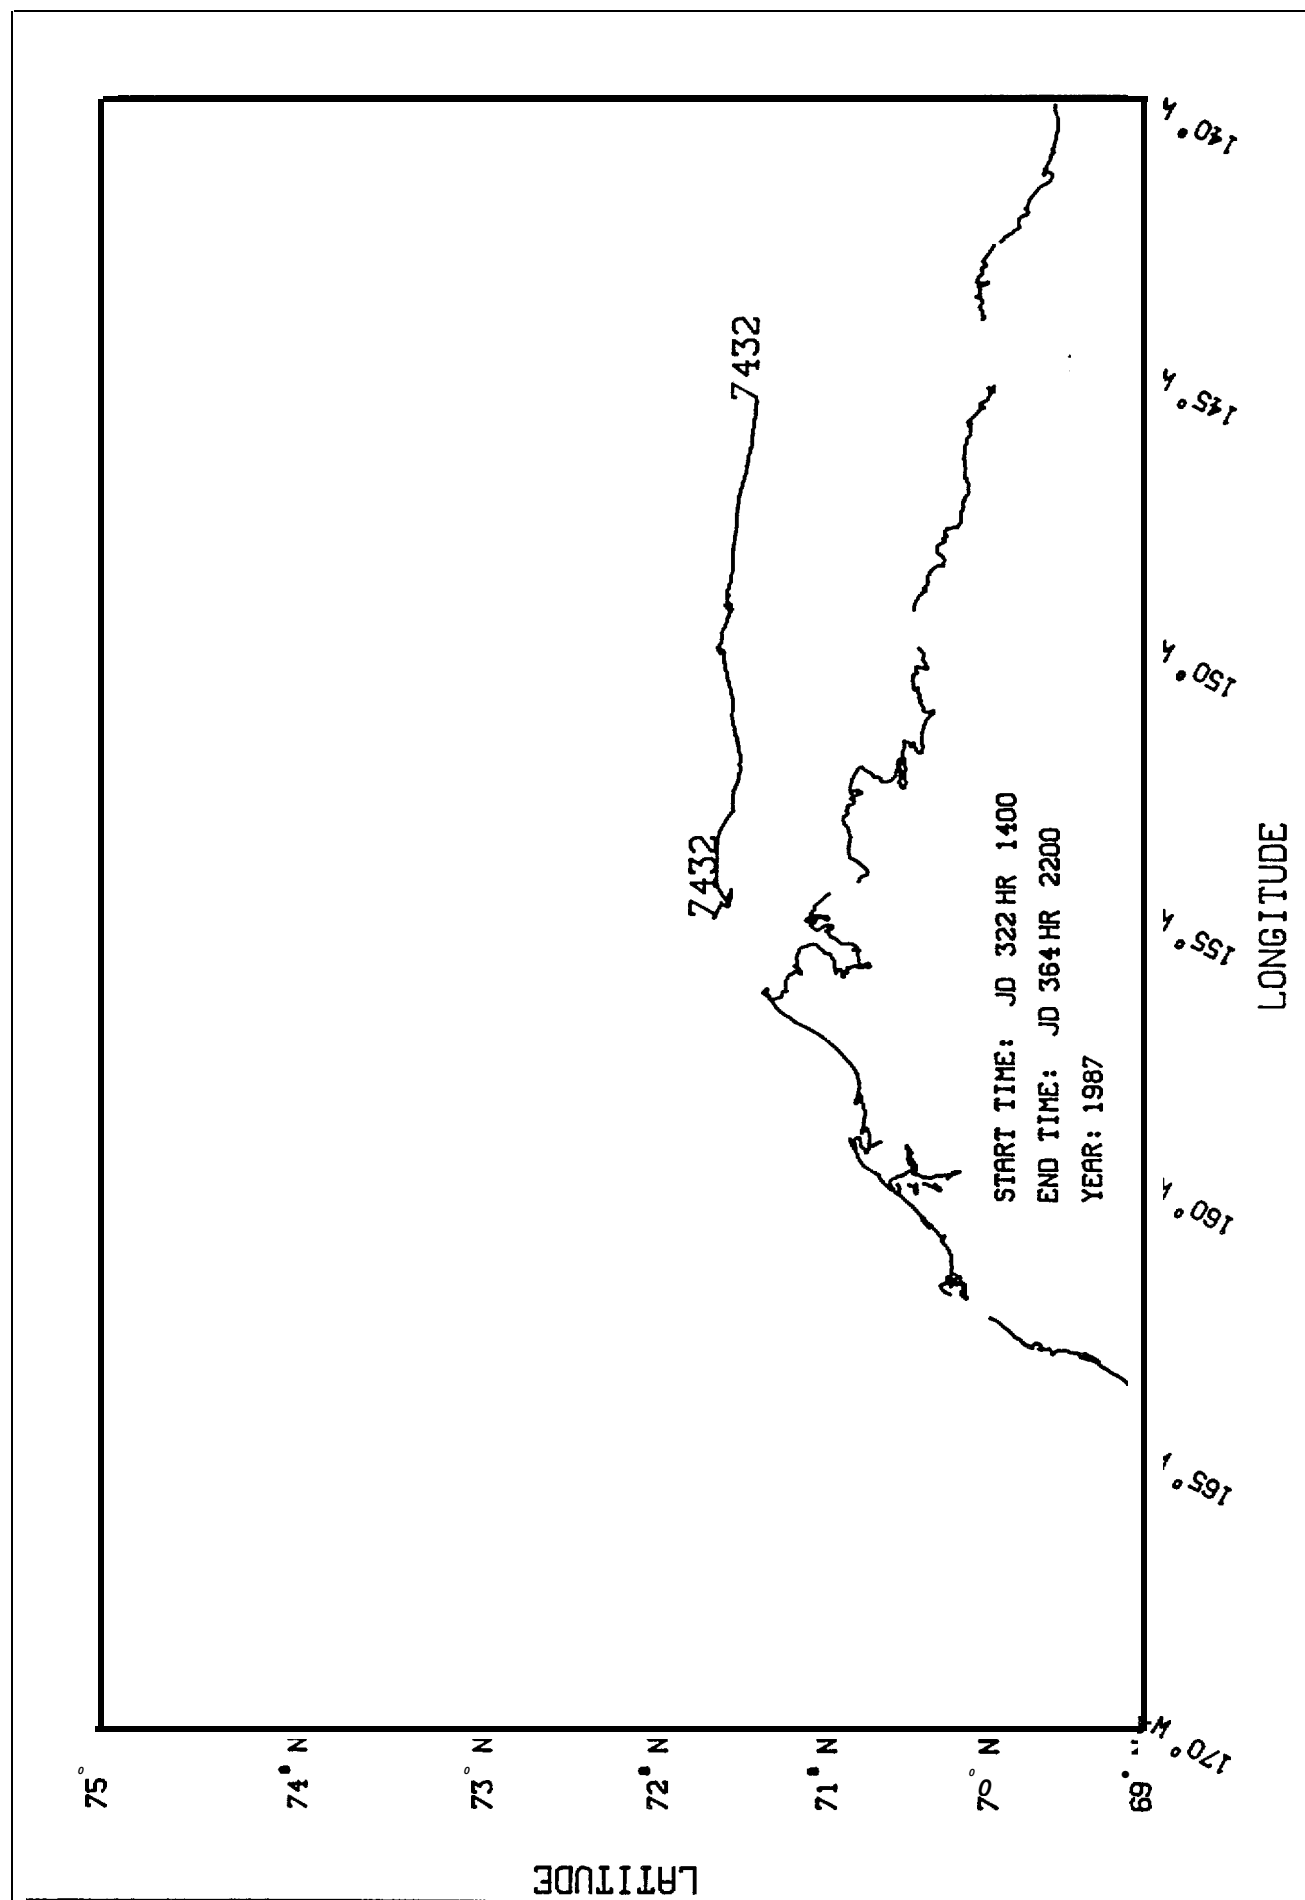 75°
74° N
73° N
72° N
71° N
70° N
69°
LATITUDE
7432
7432
START TIME: JD 322 HR 1400
END TIME: JD 364 HR 2200
YEAR: 1987
170° W
165°
160°
155°
150°
145°
140°
LONGITUDE